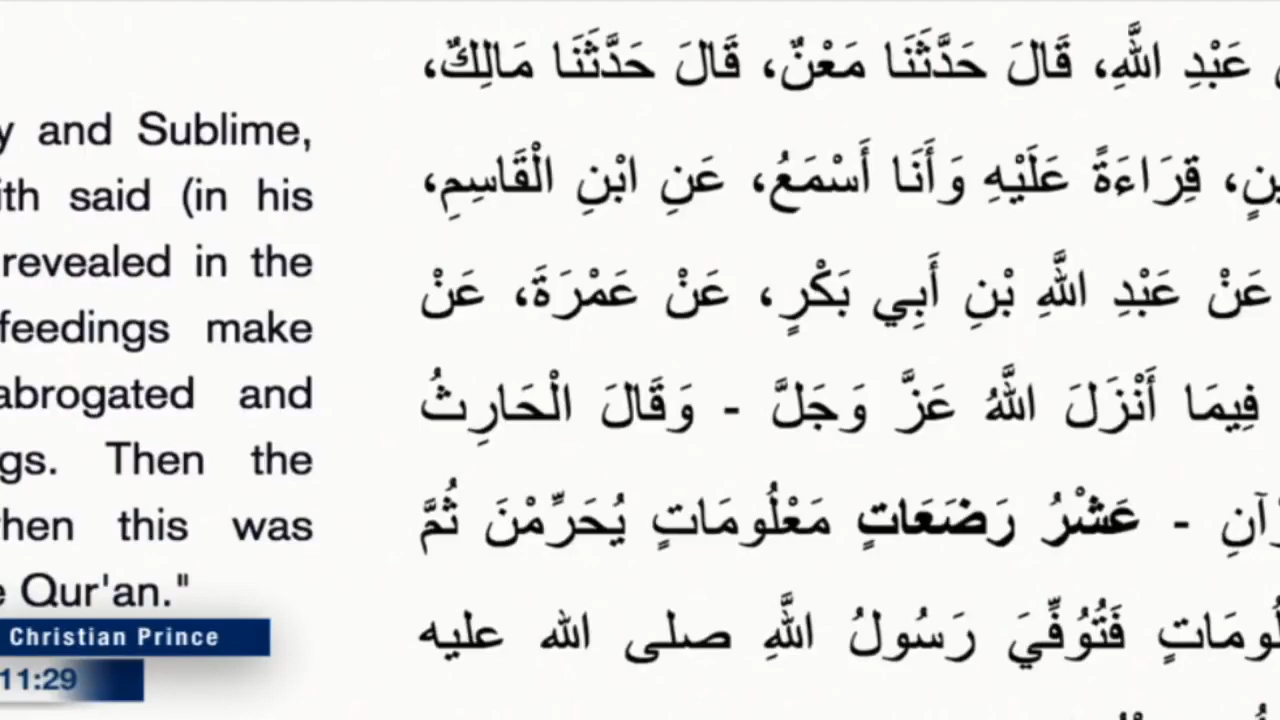 y and Sublime,
ith said (in his
revealed in the
feedings make
abrogated and
gs. Then the
hen this was
e Qur'an."
Christian Prince
11:29
عَبْدِ اللَّهِ، قَالَ حَدَّثَنَا مَعْنٌ، قَالَ حَدَّثَنَا مَالِكٌ،
قِرَاءَةً عَلَيْهِ وَأَنَا أَسْمَعُ، عَنِ ابْنِ الْقَاسِمِ،
عَنْ عَبْدِ اللَّهِ بْنِ أَبِي بَكْرٍ، عَنْ عَمْرَةَ، عَنْ
فِيمَا أَنْزَلَ اللَّهُ عَزَّ وَجَلَّ - وَقَالَ الْحَارِثُ
- عَشْرُ رَضَعَاتٍ مَعْلُومَاتٍ يُحَرِّمْنَ ثُمَّ
فَتُوُفِّيَ رَسُولُ اللَّهِ صلى الله عليه